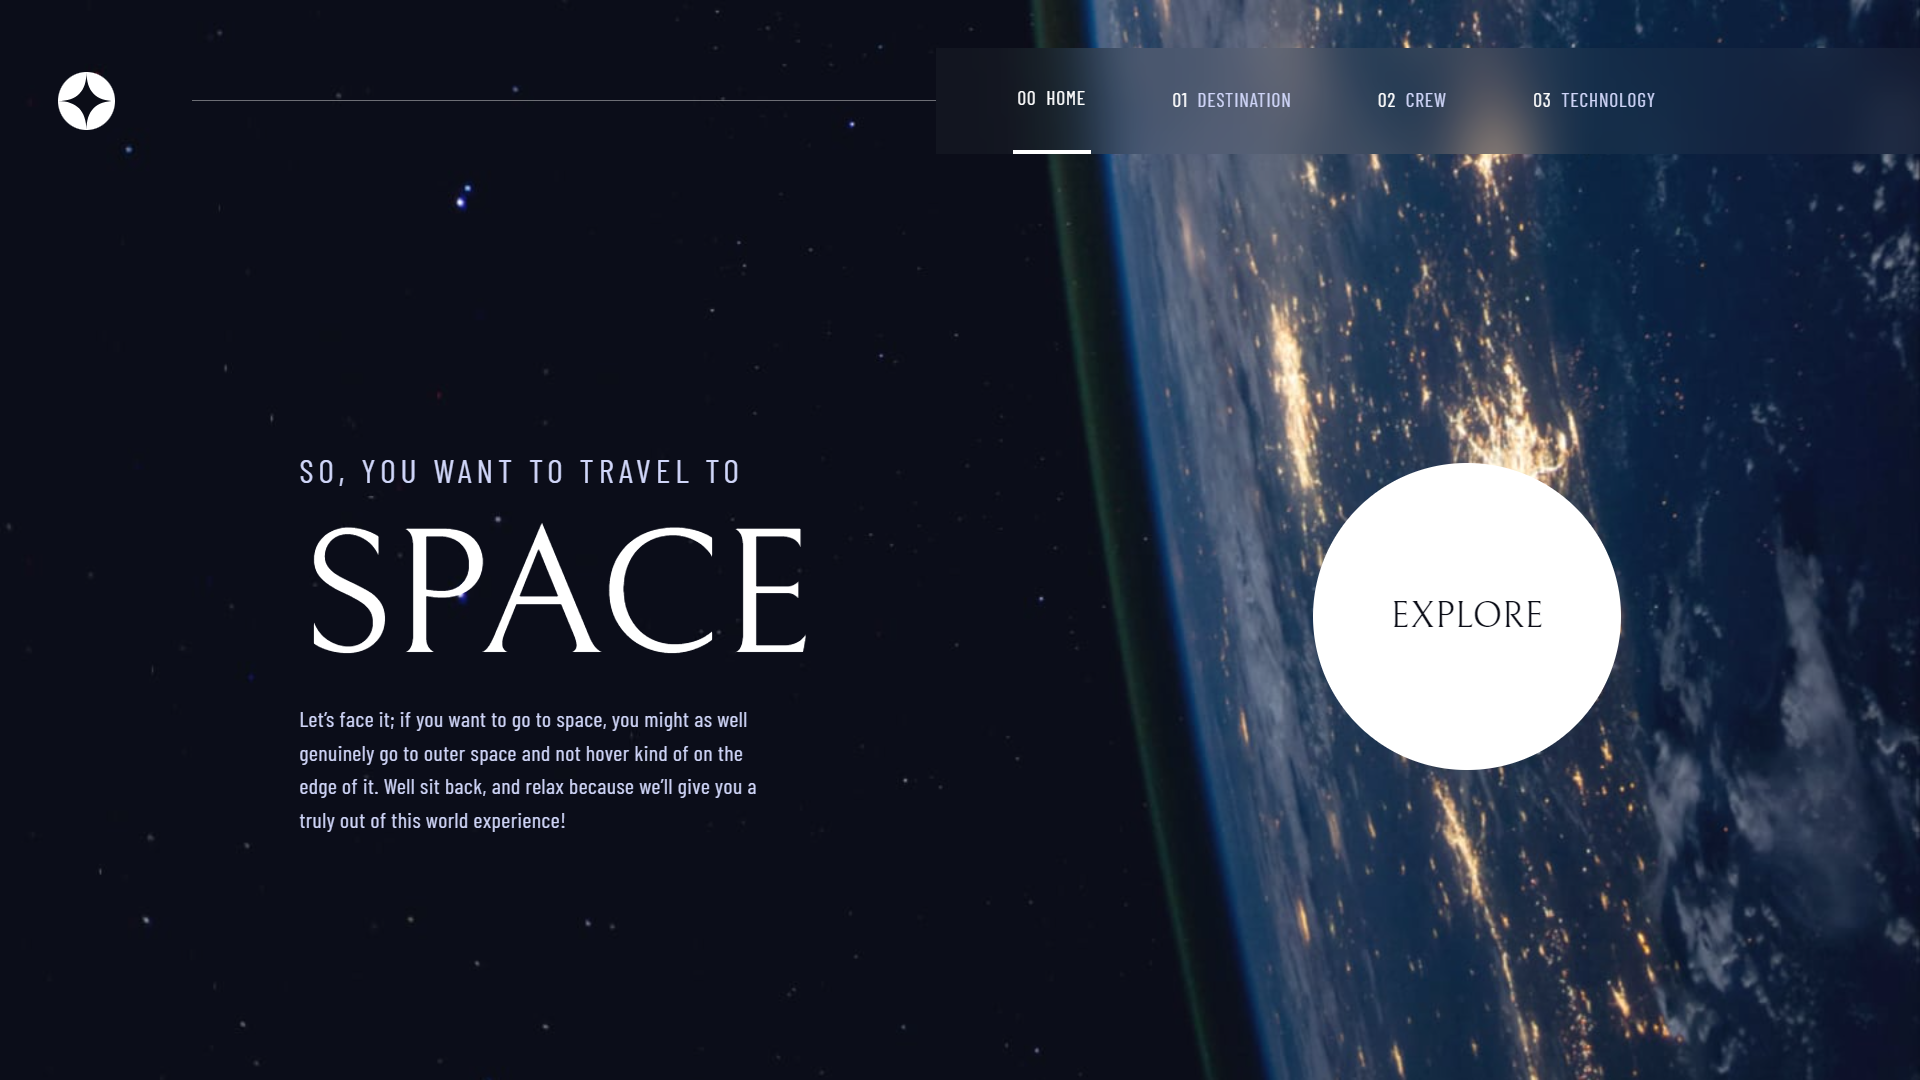 00 HOME 01 DESTINATION 02 CREW 03 TECHNOLOGY
SO, YOU WANT TO TRAVEL TO
SPACE
Let’s face it; if you want to go to space, you might as well
genuinely go to outer space and not hover kind of on the
edge of it. Well sit back, and relax because we’ll give you a
truly out of this world experience!
EXPLORE